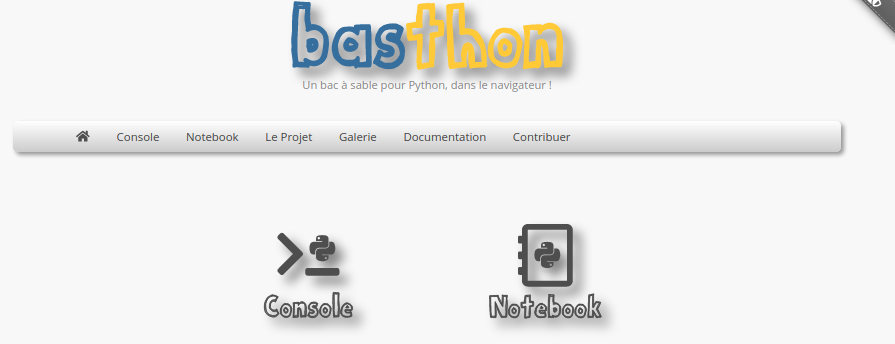 basthon
Un bac à sable pour Python, dans le navigateur !
Console Notebook Le Projet Galerie Documentation Contribuer
Console Notebook